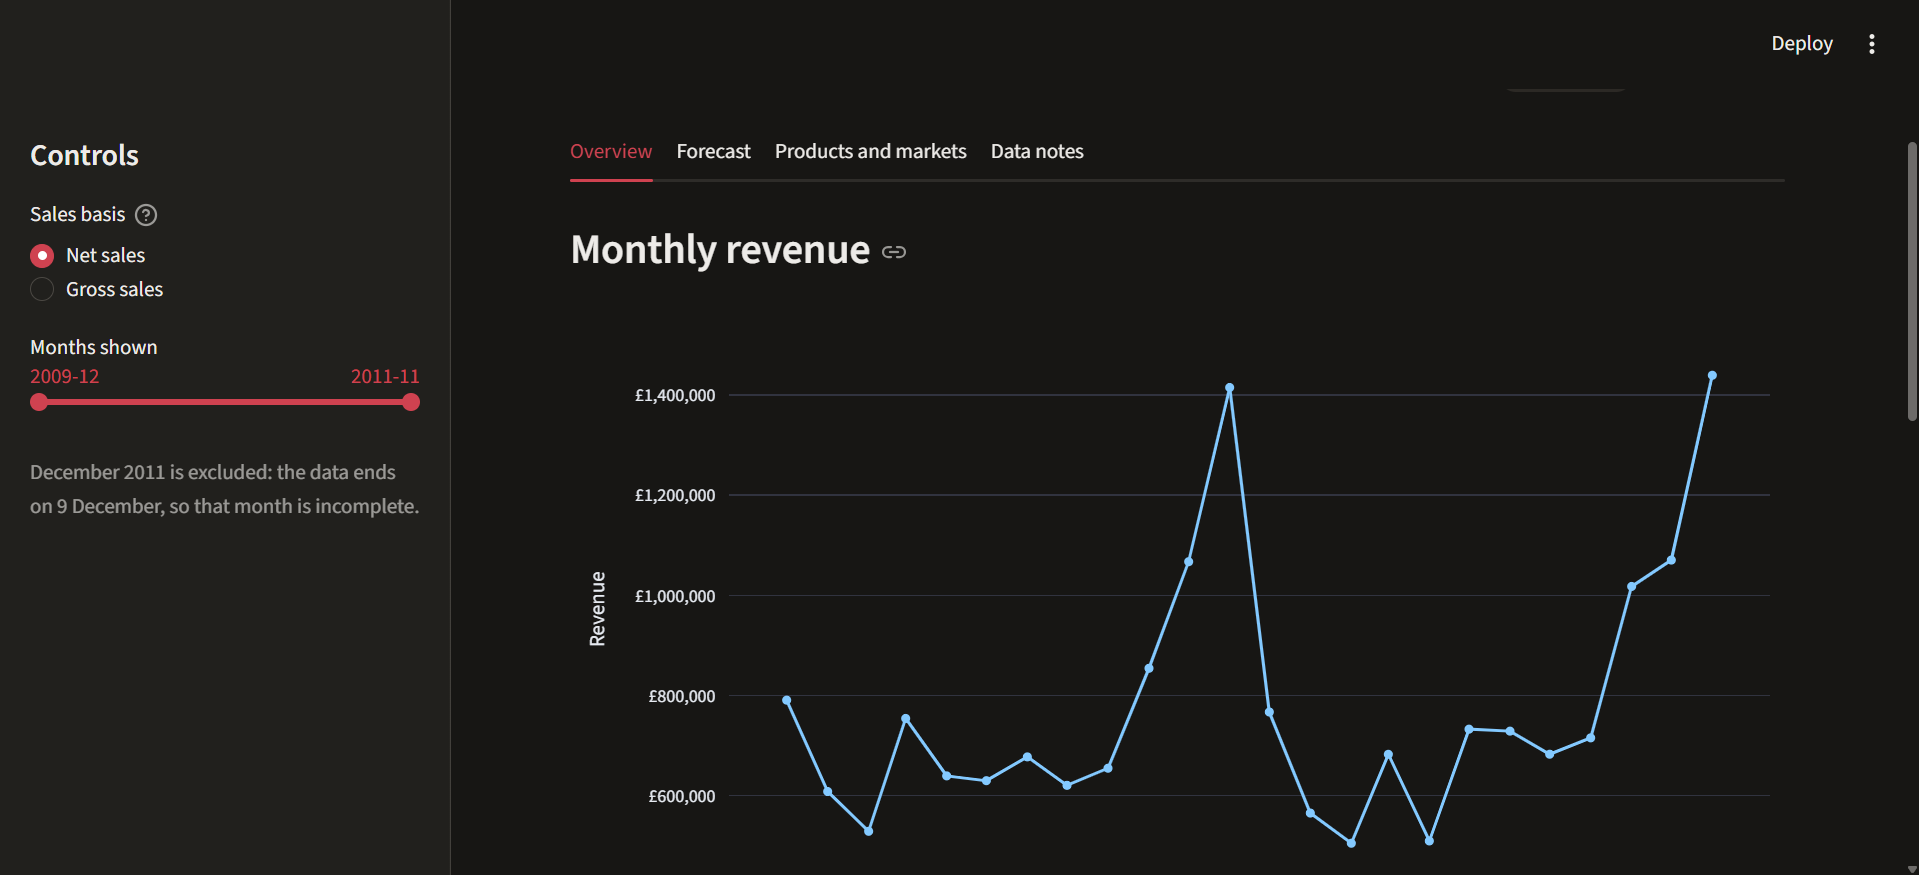 Deploy
Controls
Sales basis
Net sales
Gross sales
Months shown
2009-12 2011-11
December 2011 is excluded: the data ends
on 9 December, so that month is incomplete.
Overview Forecast Products and markets Data notes
Monthly revenue
Revenue
£1,400,000
£1,200,000
£1,000,000
£800,000
£600,000